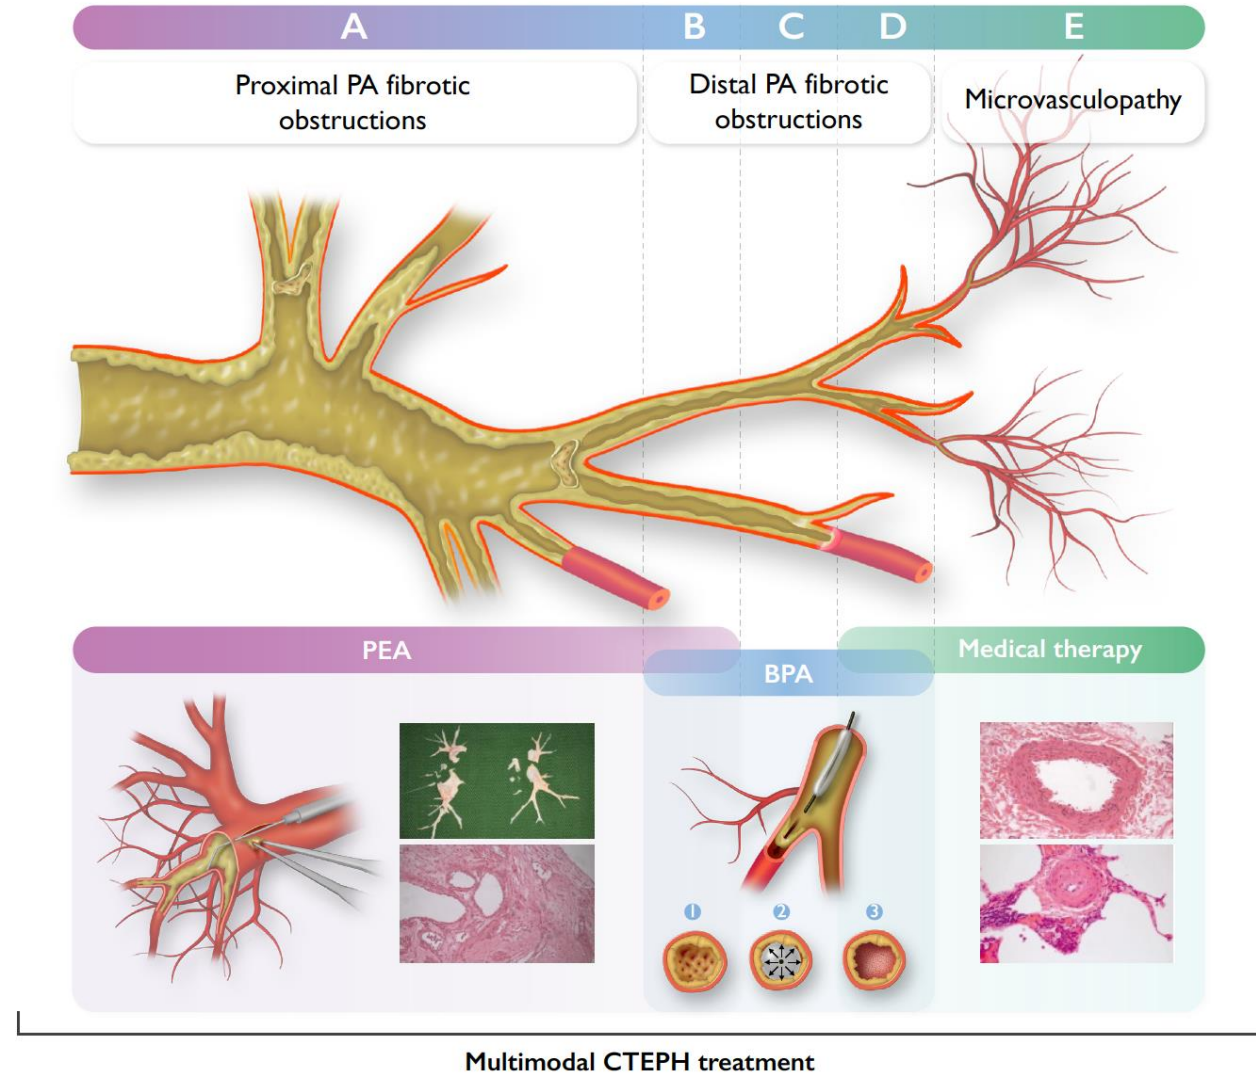 A B C D E
Proximal PA fibrotic
obstructions
Distal PA fibrotic
obstructions
Microvasculopathy
PEA
BPA
Medical therapy
1 2 3
Multimodal CTEPH treatment